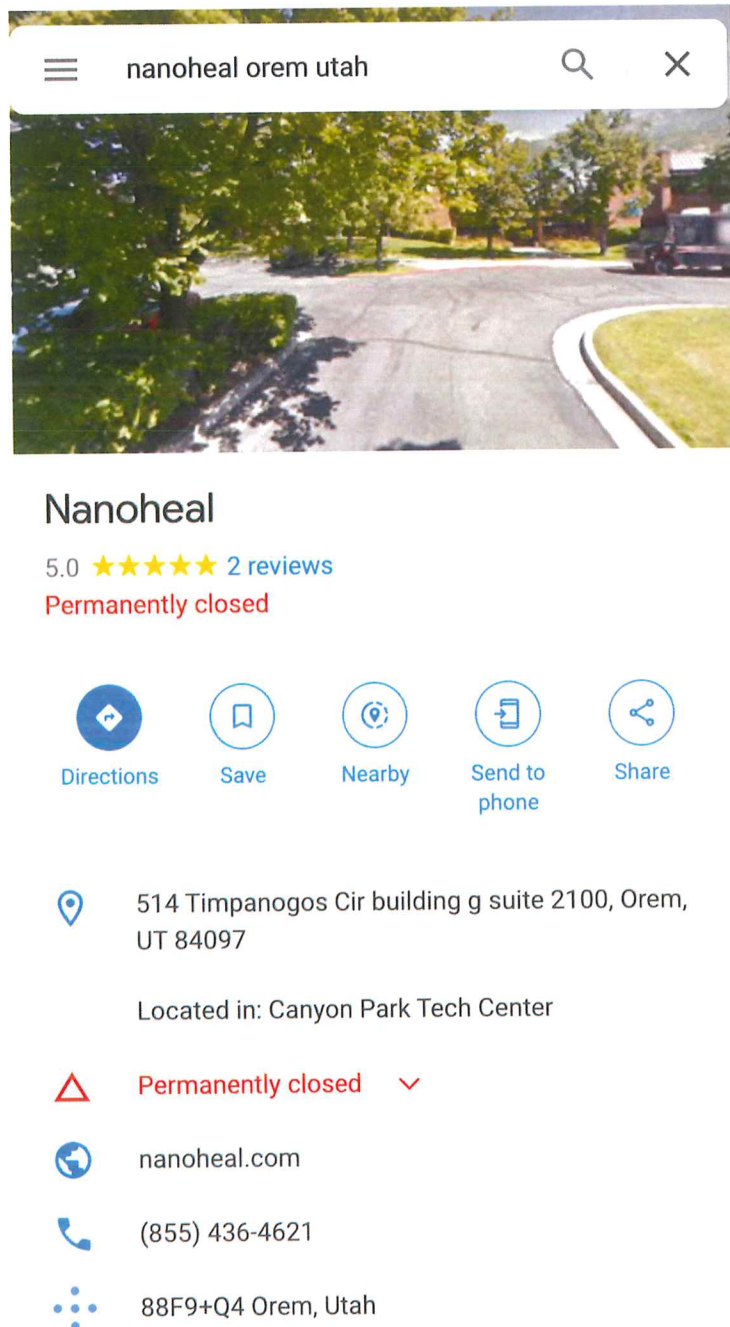 nanoheal orem utah
Nanoheal
5.0 2 reviews
Permanently closed
Directions
Save
Nearby
Send to
phone
Share
514 Timpanogos Cir building g suite 2100, Orem,
UT 84097
Located in: Canyon Park Tech Center
Permanently closed
nanoheal.com
(855) 436-4621
88F9+Q4 Orem, Utah